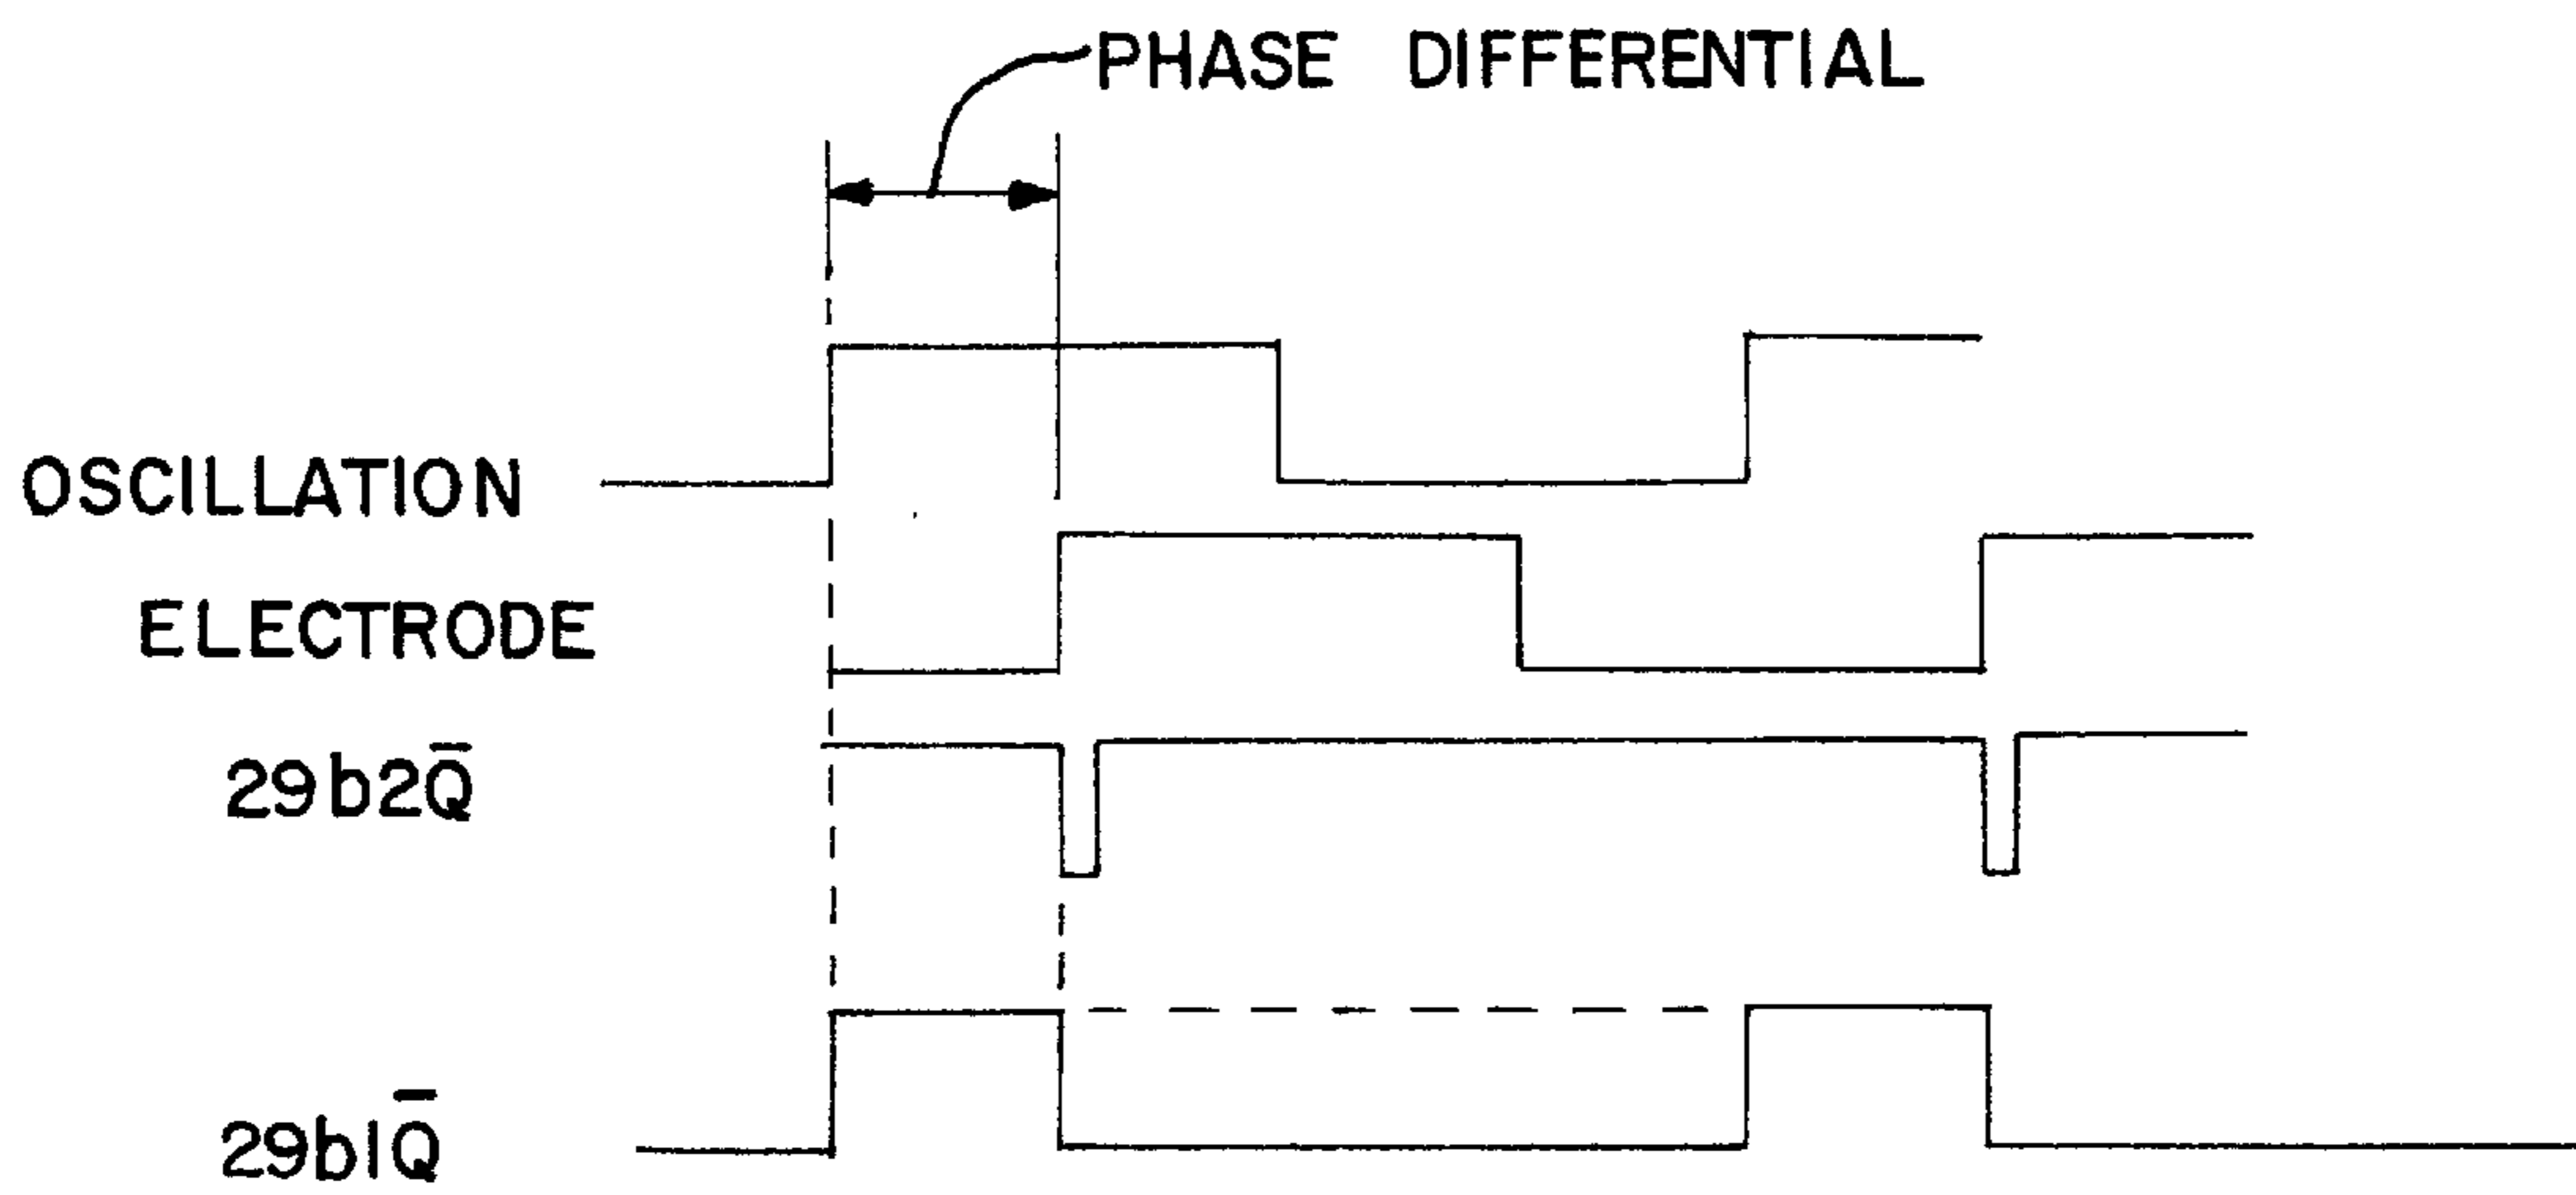 PHASE DIFFERENTIAL
OSCILLATION
ELECTRODE
29b2Q̅
29b1Q̅